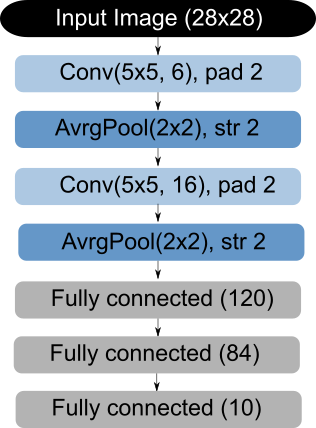 Input Image (28x28)
Conv(5x5, 6), pad 2
AvrgPool(2x2), str 2
Conv(5x5, 16), pad 2
AvrgPool(2x2), str 2
Fully connected (120)
Fully connected (84)
Fully connected (10)